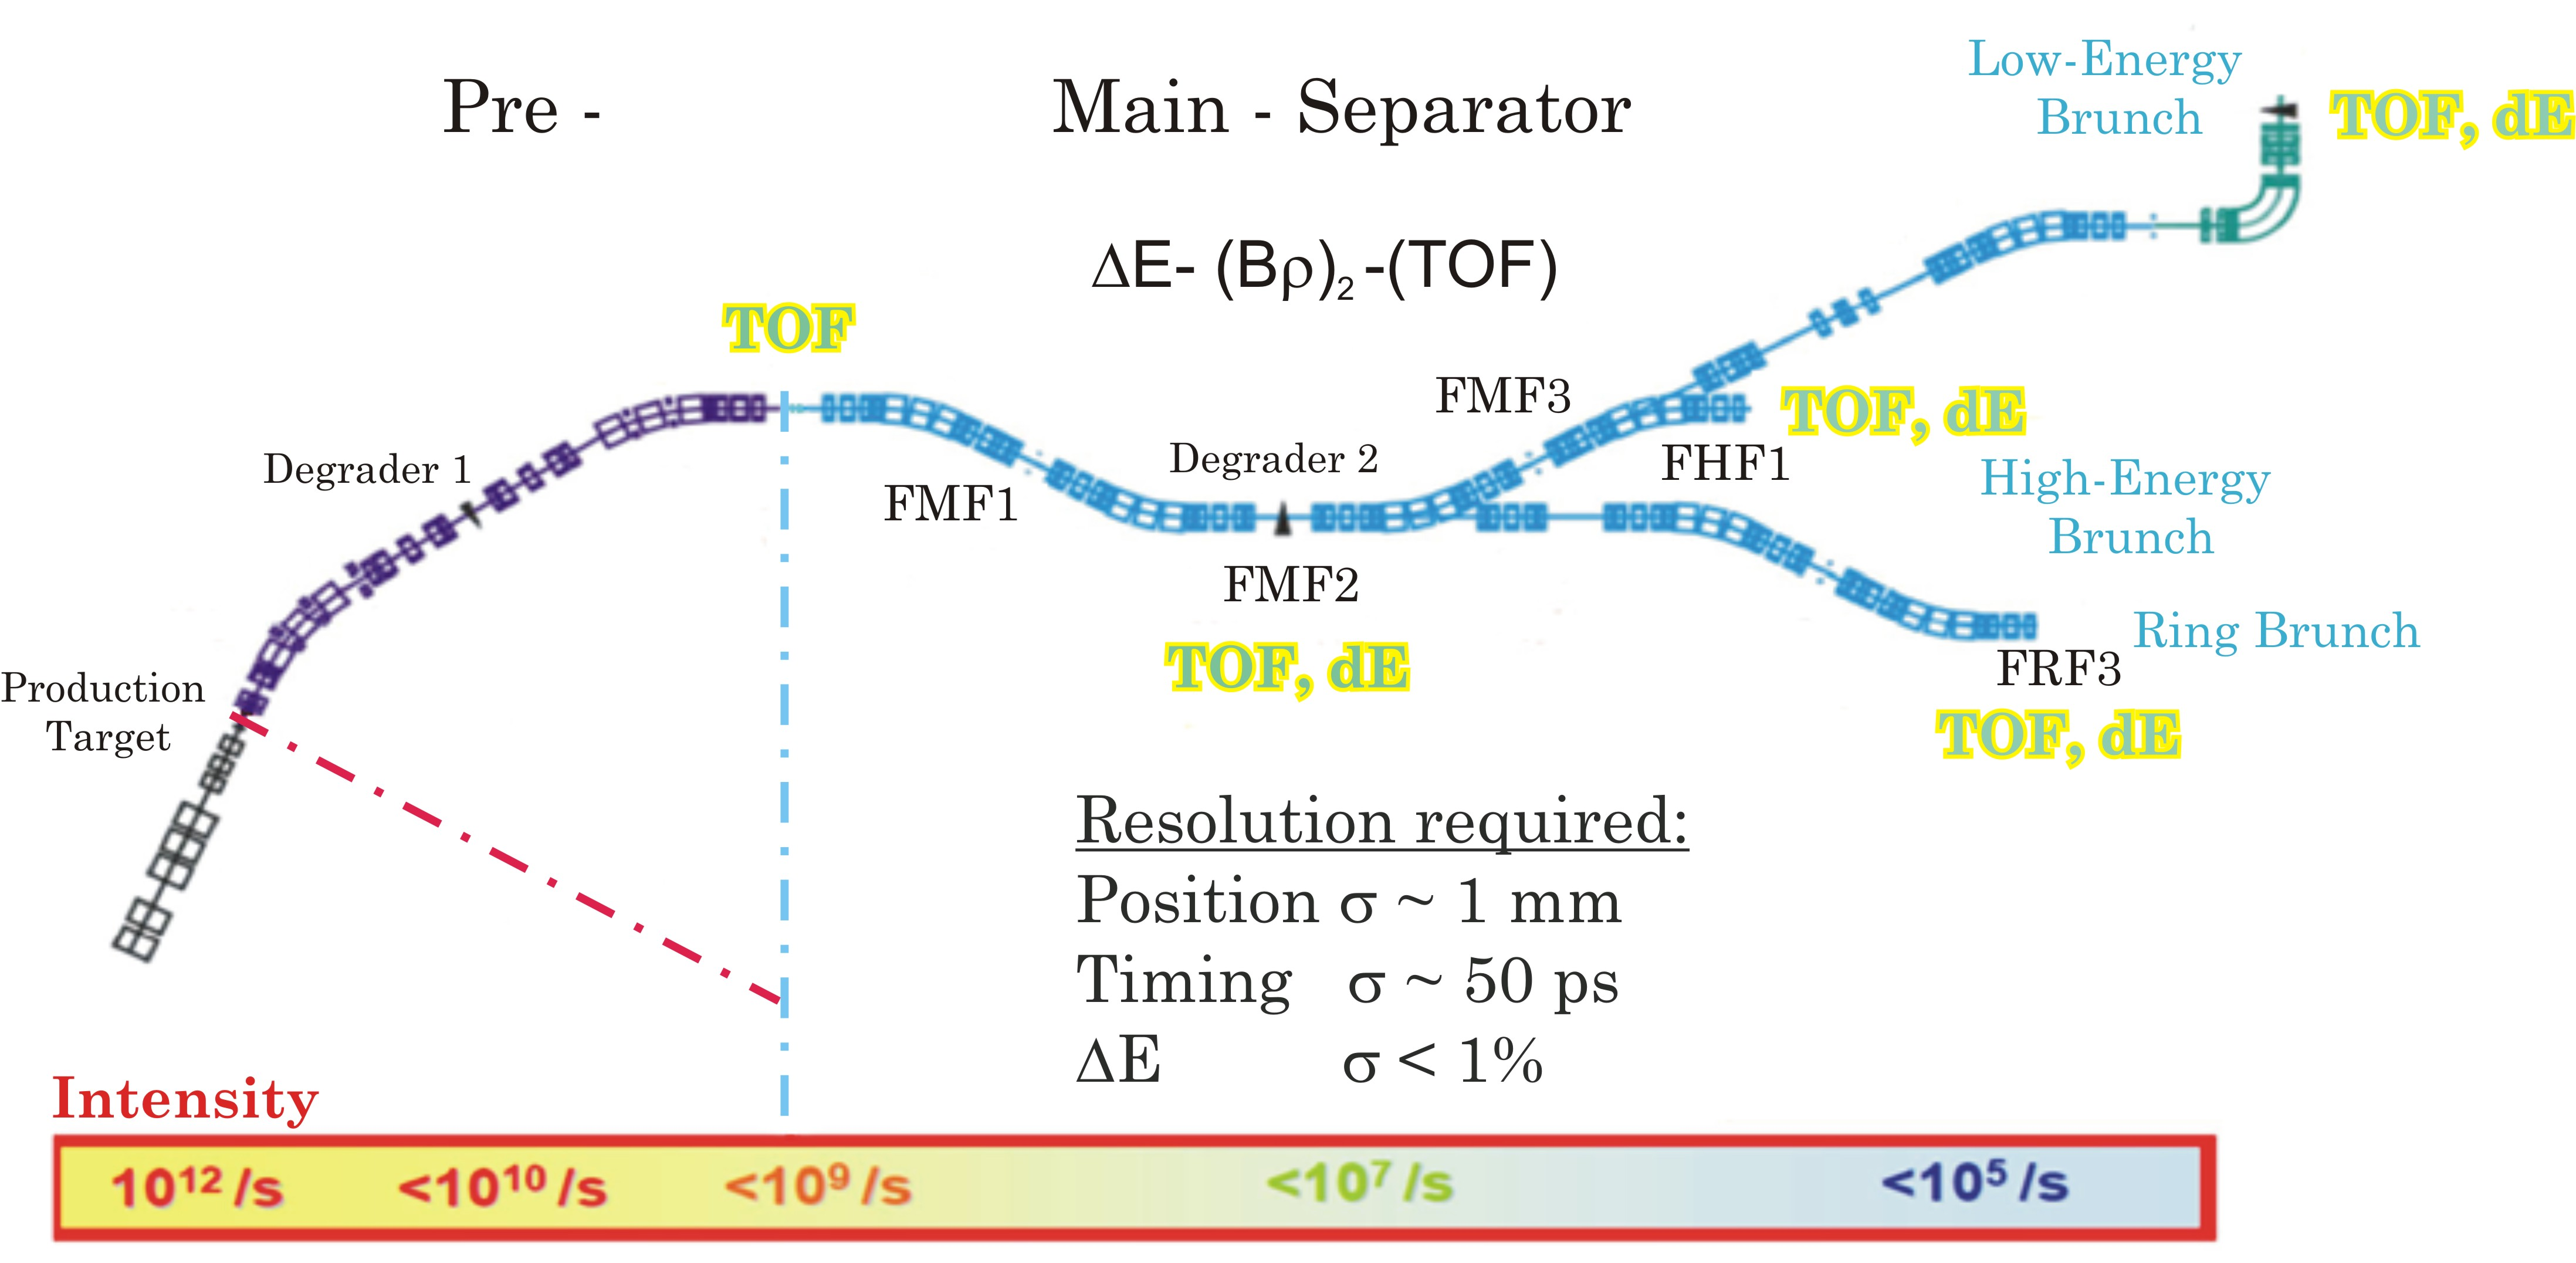 Pre -
Main - Separator
Low-Energy
Brunch
TOF, dE
ΔE- (Bρ)₂ -(TOF)
TOF
FMF3
TOF, dE
Degrader 1
Degrader 2
FHF1
FMF1
High-Energy
Brunch
FMF2
TOF, dE
Ring Brunch
FRF3
TOF, dE
Production
Target
Resolution required:
Position σ ~ 1 mm
Timing σ ~ 50 ps
ΔE σ < 1%
Intensity
10¹² /s <10¹⁰ /s <10⁹ /s <10⁷ /s <10⁵ /s